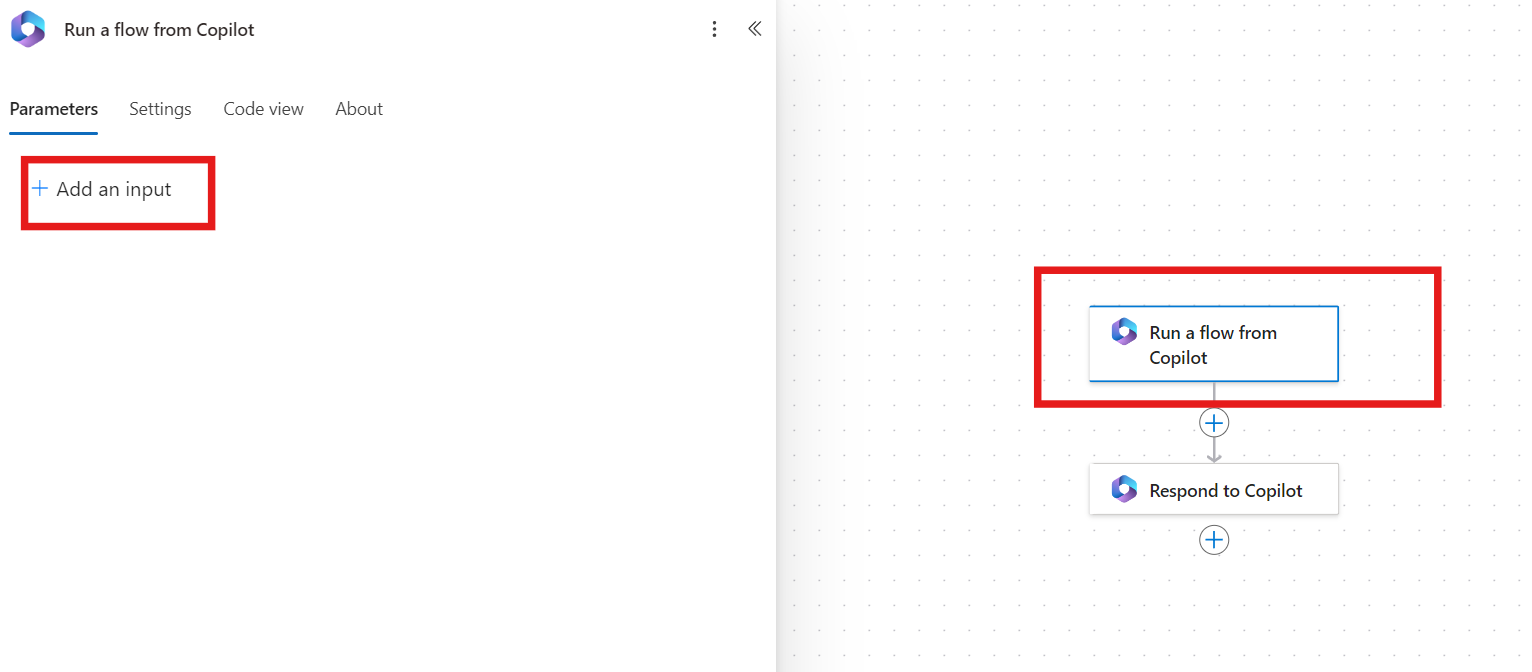 Run a flow from Copilot
Parameters Settings Code view About
Add an input
Run a flow from
Copilot
Respond to Copilot